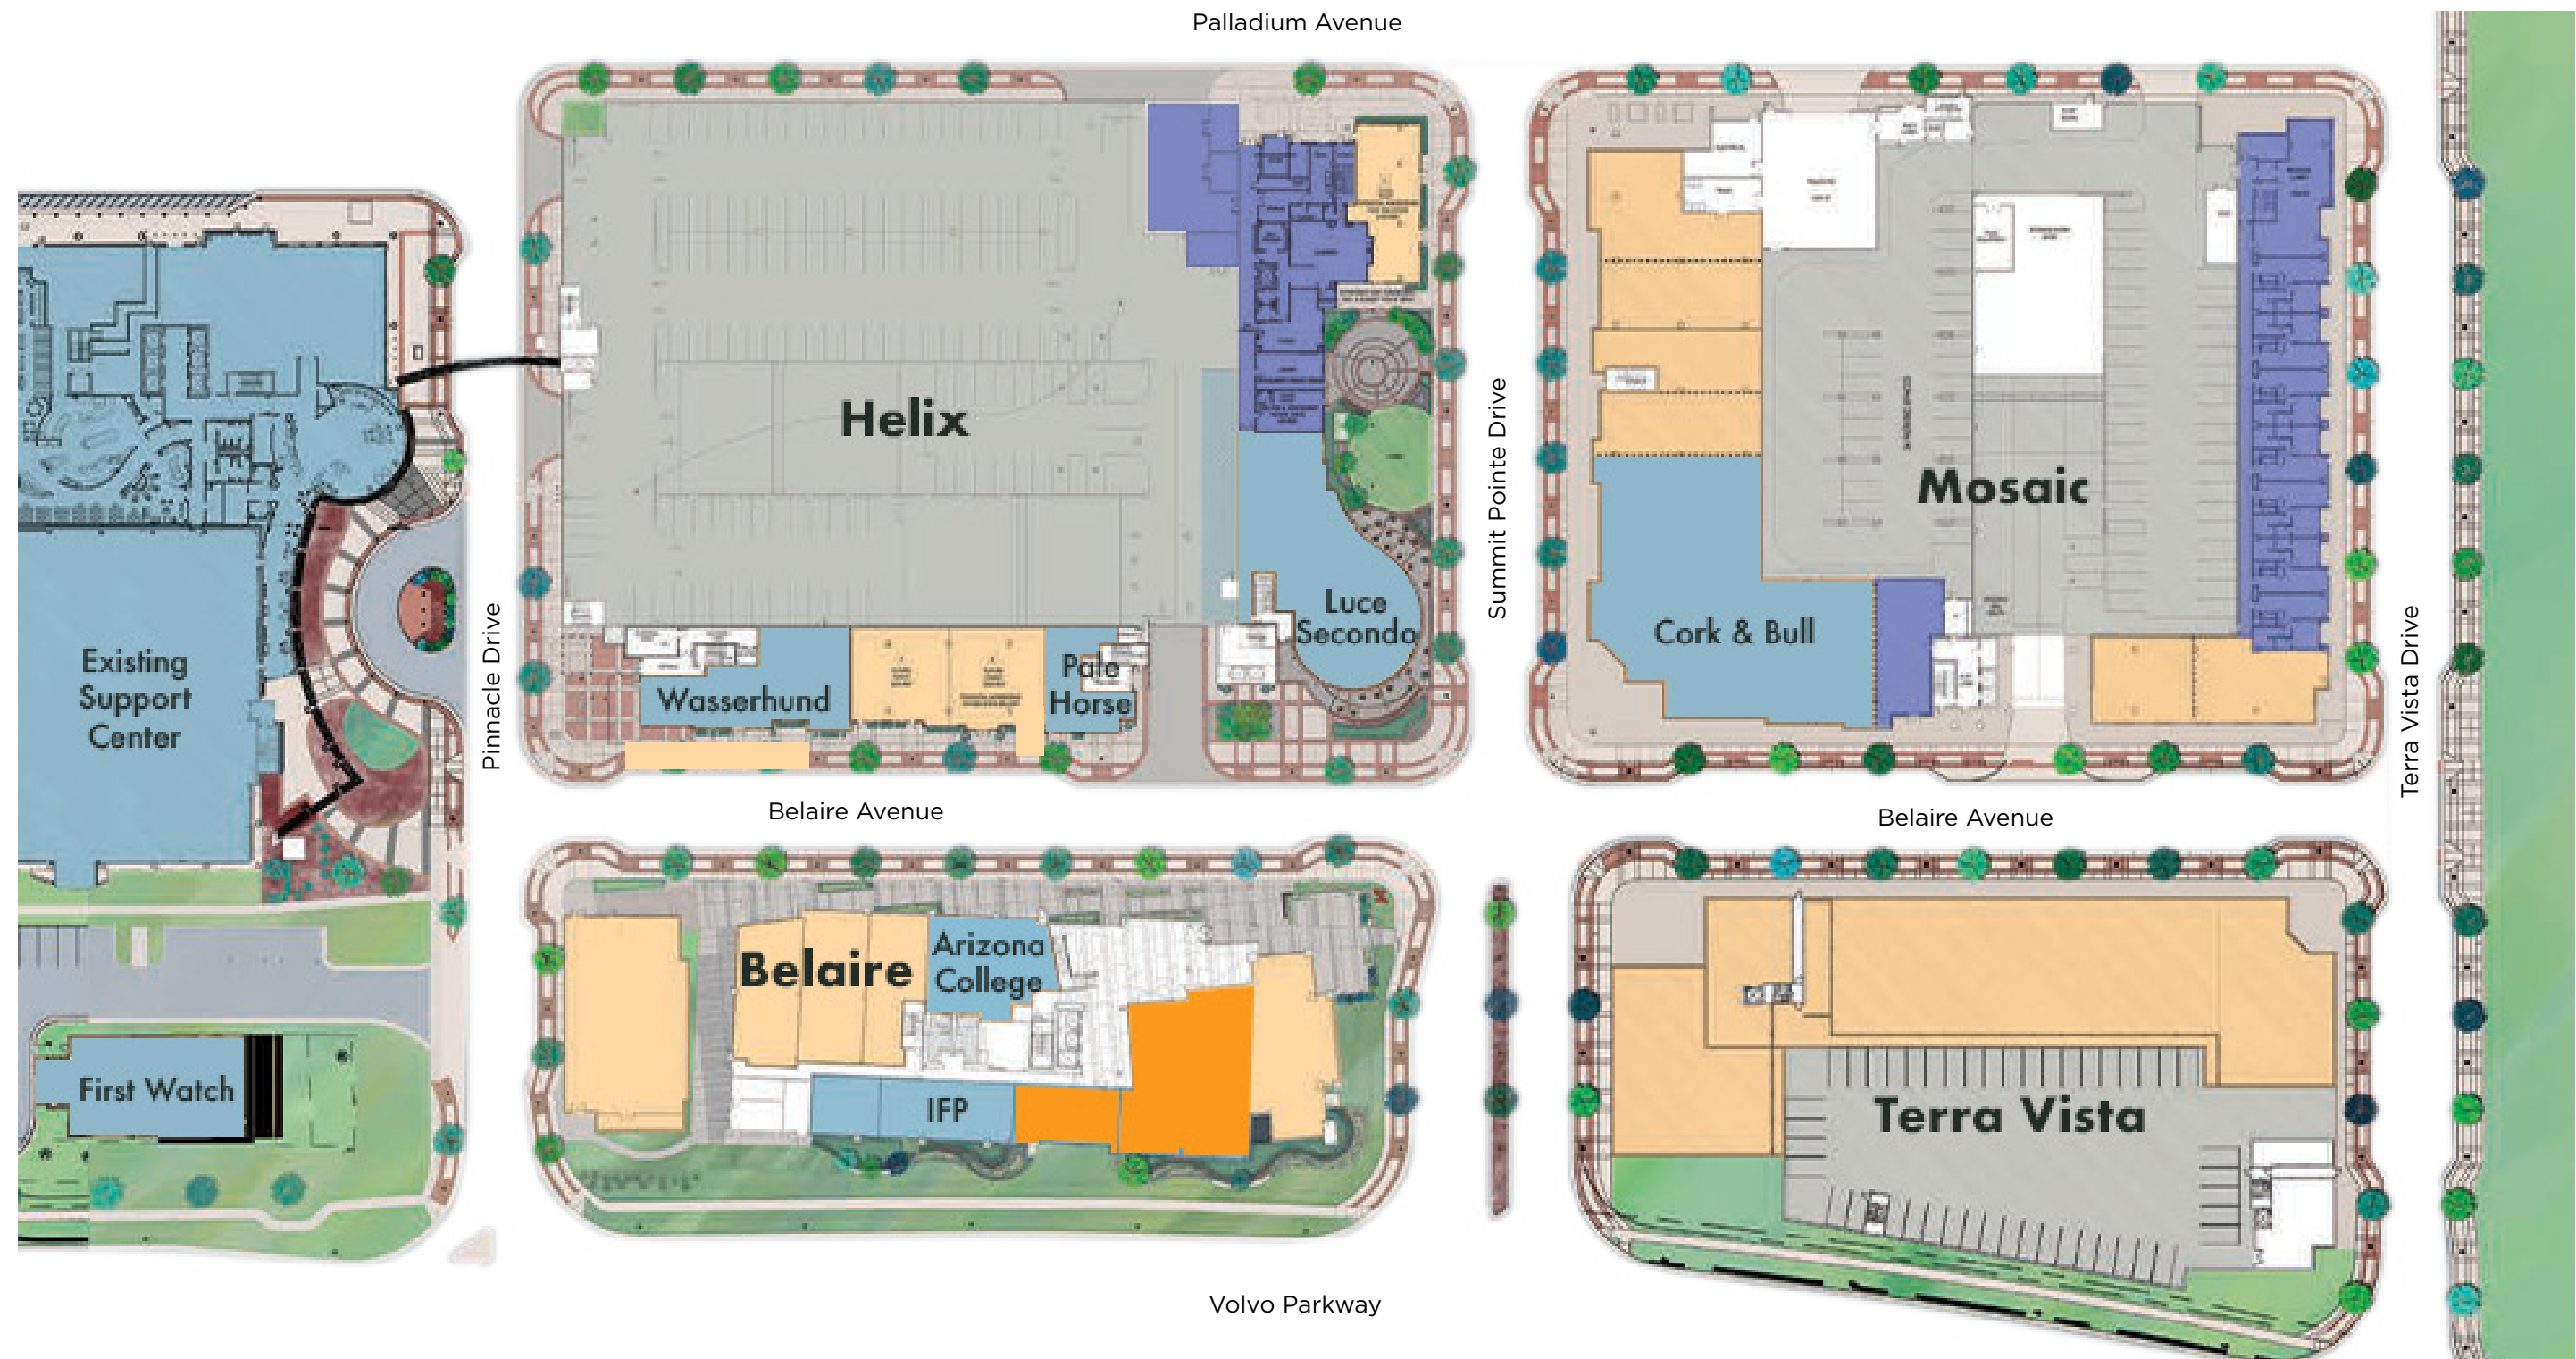 Palladium Avenue
Helix
Mosaic
Summit Pointe Drive
Luce
Secondo
Cork & Bull
Existing
Support
Center
Pinnacle Drive
Wasserhund
Pale
Horse
Terra Vista Drive
Belaire Avenue
Belaire Avenue
Belaire
Arizona
College
First Watch
IFP
Terra Vista
Volvo Parkway